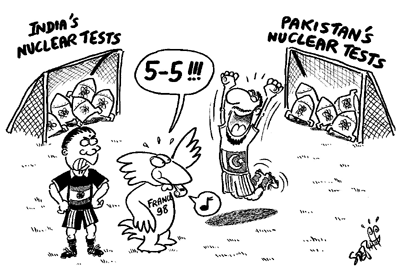 INDIA'S
NUCLEAR TESTS
PAKISTAN'S
NUCLEAR TESTS
5-5!!!
FRANCE
98